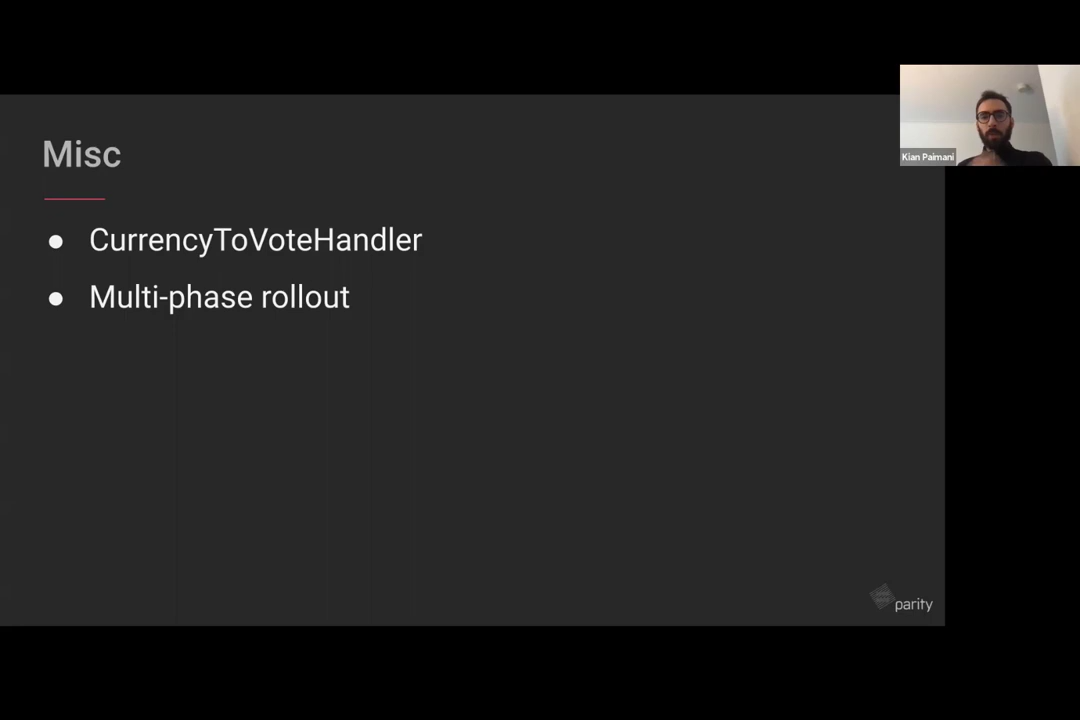 Misc
Kian Paimani
● CurrencyToVoteHandler
● Multi-phase rollout
parity